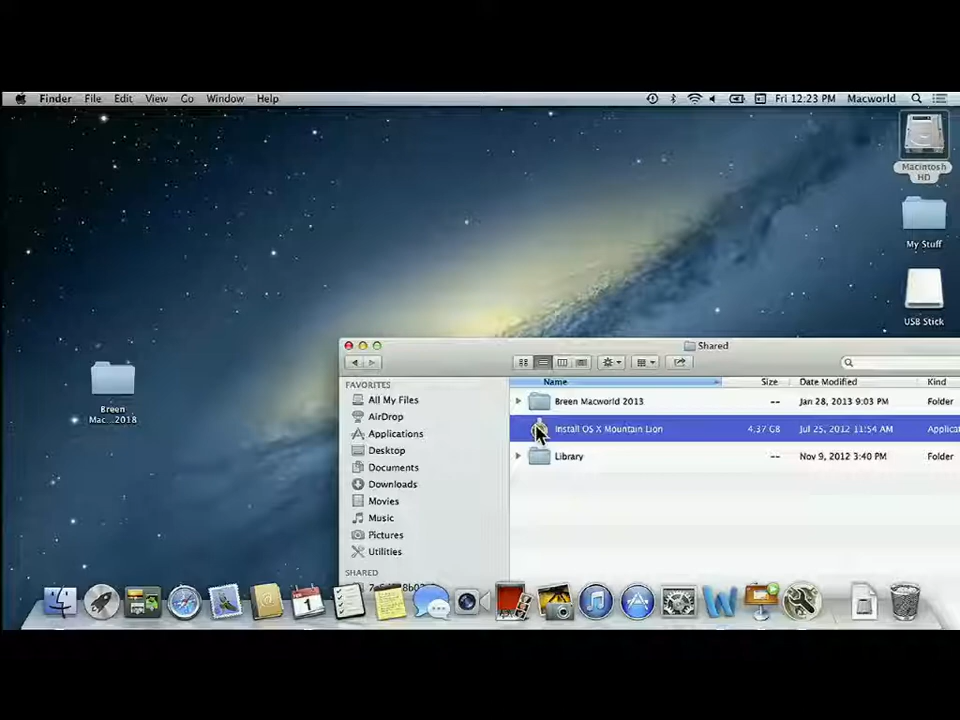 Finder File Edit View Go Window Help Fri 12:23 PM Macworld
Macintosh
HD
My Stuff
USB Stick
Breen
Mac...2018
Shared
FAVORITES
All My Files
AirDrop
Applications
Desktop
Documents
Downloads
Movies
Music
Pictures
Utilities
SHARED
Name Size Date Modified Kind
Breen Macworld 2013 -- Jan 28, 2013 9:03 PM Folder
Install OS X Mountain Lion 4.37 GB Jul 25, 2012 11:54 AM Applica
Library -- Nov 9, 2012 3:40 PM Folder
1